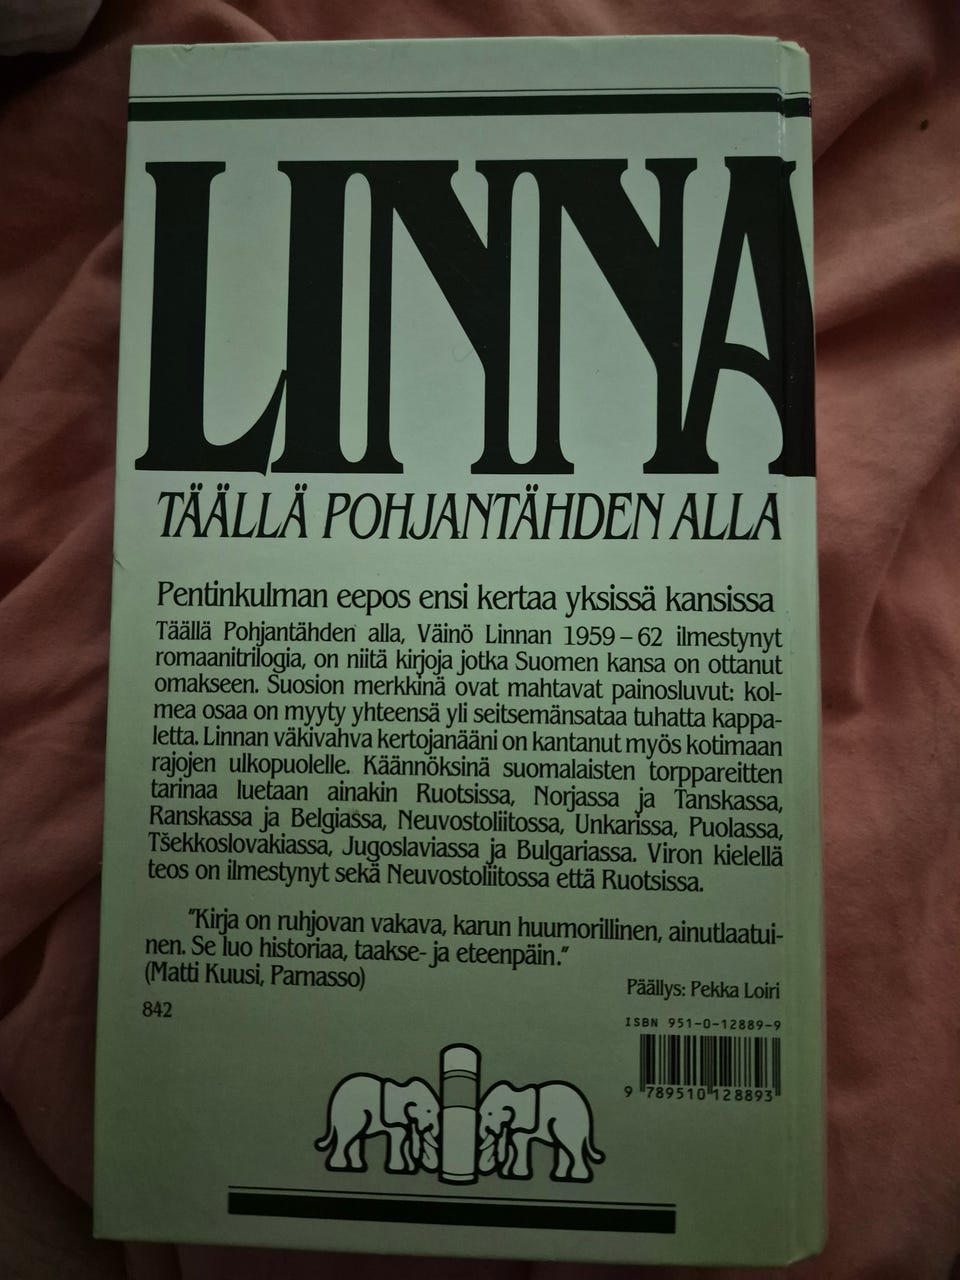 LINNA
TÄÄLLÄ POHJANTÄHDEN ALLA
Pentinkulman eepos ensi kertaa yksissä kansissa
Täällä Pohjantähden alla, Väinö Linnan 1959–62 ilmestynyt
romaanitrilogia, on niitä kirjoja jotka Suomen kansa on ottanut
omakseen. Suosion merkkinä ovat mahtavat painosluvut: kol-
mea osaa on myyty yhteensä yli seitsemänsataa tuhatta kappa-
letta. Linnan väkivahva kertojanääni on kantanut myös kotimaan
rajojen ulkopuolelle. Käännöksinä suomalaisten torppareitten
tarinaa luetaan ainakin Ruotsissa, Norjassa ja Tanskassa,
Ranskassa ja Belgiassa, Neuvostoliitossa, Unkarissa, Puolassa,
Tšekkoslovakiassa, Jugoslaviassa ja Bulgariassa. Viron kielellä
teos on ilmestynyt sekä Neuvostoliitossa että Ruotsissa.
"Kirja on ruhjovan vakava, karun huumorillinen, ainutlaatui-
nen. Se luo historiaa, taakse- ja eteenpäin."
(Matti Kuusi, Parnasso)
Päällys: Pekka Loiri
842
ISBN 951-0-12889-9
9 789510 128893